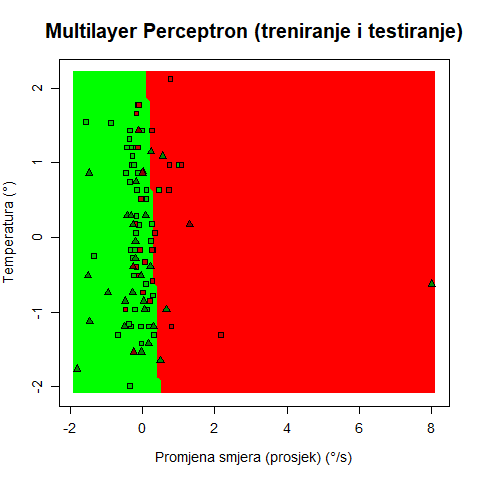 Multilayer Perceptron (treniranje i testiranje)
Temperatura (°)
2
1
0
-1
-2
-2 0 2 4 6 8
Promjena smjera (prosjek) (°/s)